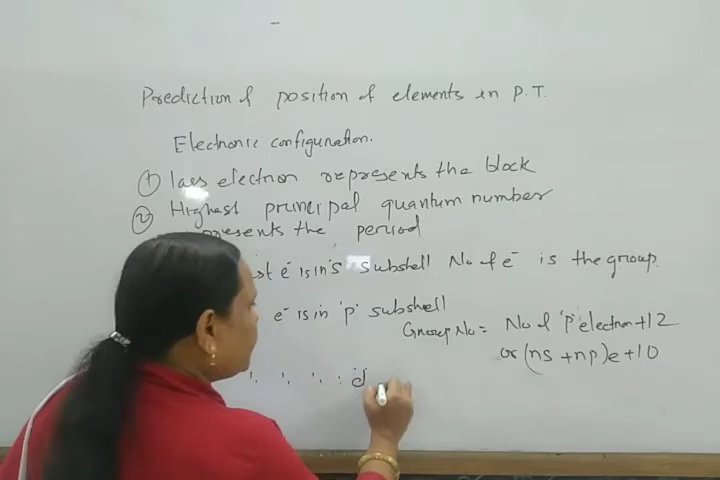 Prediction of position of elements in P.T.
Electronic configuration.
① last electron represents the block
② Highest principal quantum number
presents the period
st e⁻ is in 's' subshell No of e⁻ is the group.
e⁻ is in 'p' subshell
Group No = No of 'p' electron + 12
or (ns + np)e + 10
'' '' '' : d